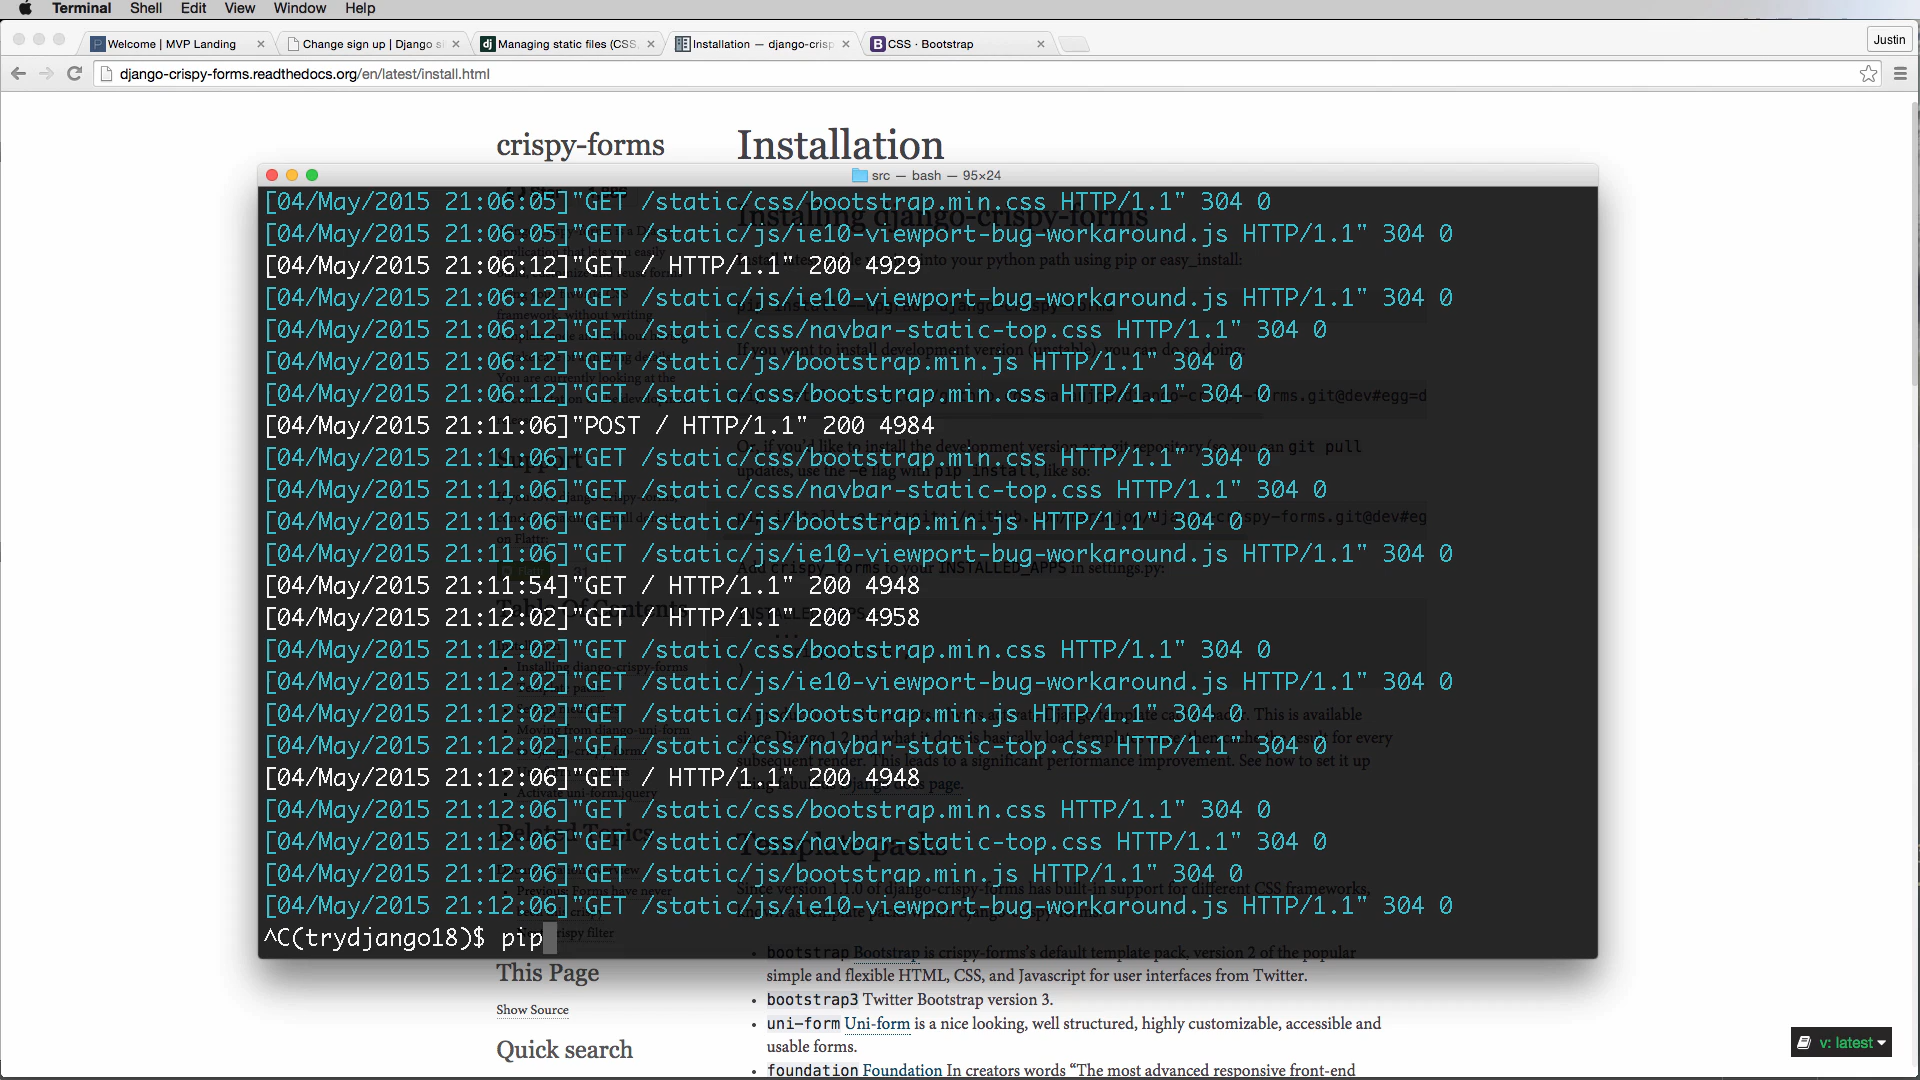 Terminal Shell Edit View Window Help
Welcome | MVP Landing
Change sign up | Django si
Managing static files (CSS,
Installation — django-crisp
CSS · Bootstrap
Justin
django-crispy-forms.readthedocs.org/en/latest/install.html
crispy-forms
Installation
src — bash — 95×24
[04/May/2015 21:06:05]"GET /static/css/bootstrap.min.css HTTP/1.1" 304 0
[04/May/2015 21:06:05]"GET /static/js/ie10-viewport-bug-workaround.js HTTP/1.1" 304 0
[04/May/2015 21:06:12]"GET / HTTP/1.1" 200 4929
[04/May/2015 21:06:12]"GET /static/js/ie10-viewport-bug-workaround.js HTTP/1.1" 304 0
[04/May/2015 21:06:12]"GET /static/css/navbar-static-top.css HTTP/1.1" 304 0
[04/May/2015 21:06:12]"GET /static/js/bootstrap.min.js HTTP/1.1" 304 0
[04/May/2015 21:06:12]"GET /static/css/bootstrap.min.css HTTP/1.1" 304 0
[04/May/2015 21:11:06]"POST / HTTP/1.1" 200 4984
[04/May/2015 21:11:06]"GET /static/css/bootstrap.min.css HTTP/1.1" 304 0
[04/May/2015 21:11:06]"GET /static/css/navbar-static-top.css HTTP/1.1" 304 0
[04/May/2015 21:11:06]"GET /static/js/bootstrap.min.js HTTP/1.1" 304 0
[04/May/2015 21:11:06]"GET /static/js/ie10-viewport-bug-workaround.js HTTP/1.1" 304 0
[04/May/2015 21:11:54]"GET / HTTP/1.1" 200 4948
[04/May/2015 21:12:02]"GET / HTTP/1.1" 200 4958
[04/May/2015 21:12:02]"GET /static/css/bootstrap.min.css HTTP/1.1" 304 0
[04/May/2015 21:12:02]"GET /static/js/ie10-viewport-bug-workaround.js HTTP/1.1" 304 0
[04/May/2015 21:12:02]"GET /static/js/bootstrap.min.js HTTP/1.1" 304 0
[04/May/2015 21:12:02]"GET /static/css/navbar-static-top.css HTTP/1.1" 304 0
[04/May/2015 21:12:06]"GET / HTTP/1.1" 200 4948
[04/May/2015 21:12:06]"GET /static/css/bootstrap.min.css HTTP/1.1" 304 0
[04/May/2015 21:12:06]"GET /static/css/navbar-static-top.css HTTP/1.1" 304 0
[04/May/2015 21:12:06]"GET /static/js/bootstrap.min.js HTTP/1.1" 304 0
[04/May/2015 21:12:06]"GET /static/js/ie10-viewport-bug-workaround.js HTTP/1.1" 304 0
^C(trydjango18)$ pip
This Page
Show Source
Quick search
bootstrap Bootstrap is crispy-forms's default template pack, version 2 of the popular
simple and flexible HTML, CSS, and Javascript for user interfaces from Twitter.
bootstrap3 Twitter Bootstrap version 3.
uni-form Uni-form is a nice looking, well structured, highly customizable, accessible and
usable forms.
foundation Foundation In creators words “The most advanced responsive front-end
v: latest